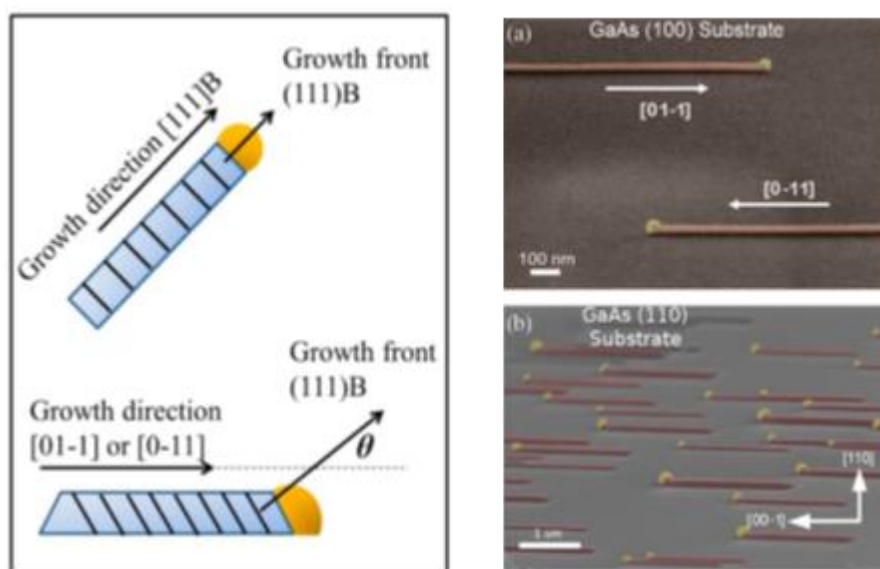 Growth direction [111]B
Growth front
(111)B
Growth direction
[01-1] or [0-11]
Growth front
(111)B
θ
(a)
GaAs (100) Substrate
[01-1]
[0-11]
100 nm
(b)
GaAs (110)
Substrate
[110]
[00-1]